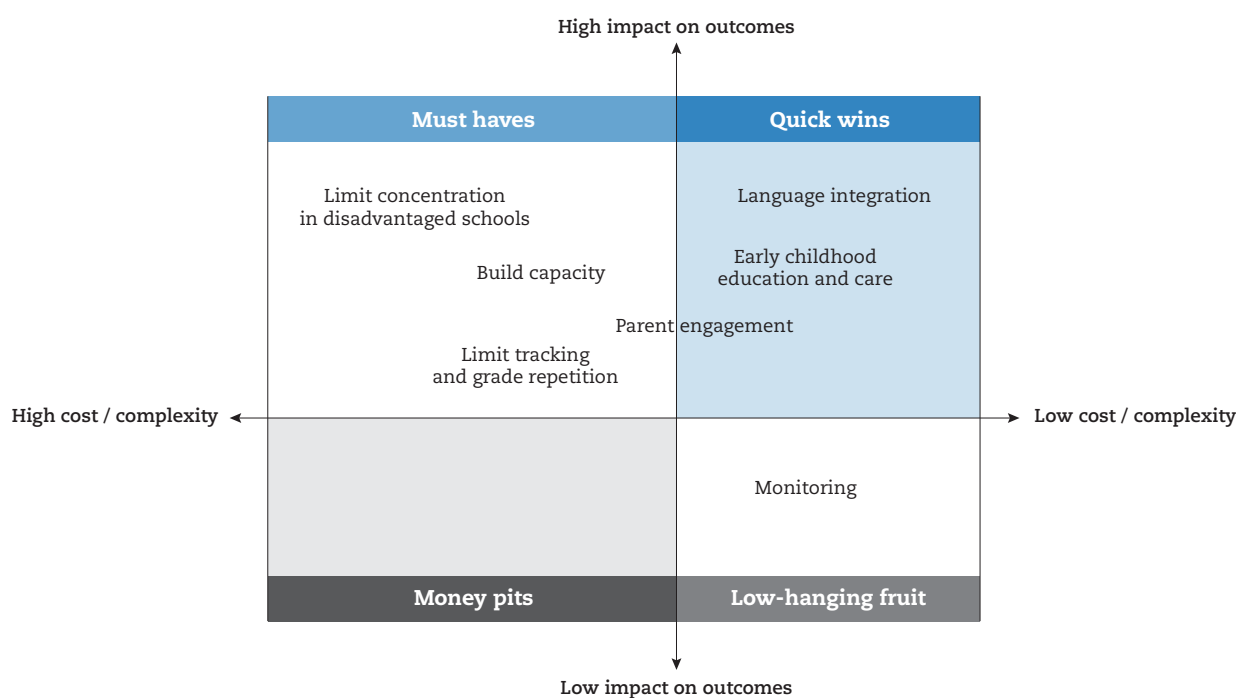 High impact on outcomes
Must haves
Quick wins
Limit concentration
in disadvantaged schools
Language integration
Build capacity
Early childhood
education and care
Parent engagement
Limit tracking
and grade repetition
High cost / complexity
Low cost / complexity
Monitoring
Money pits
Low-hanging fruit
Low impact on outcomes